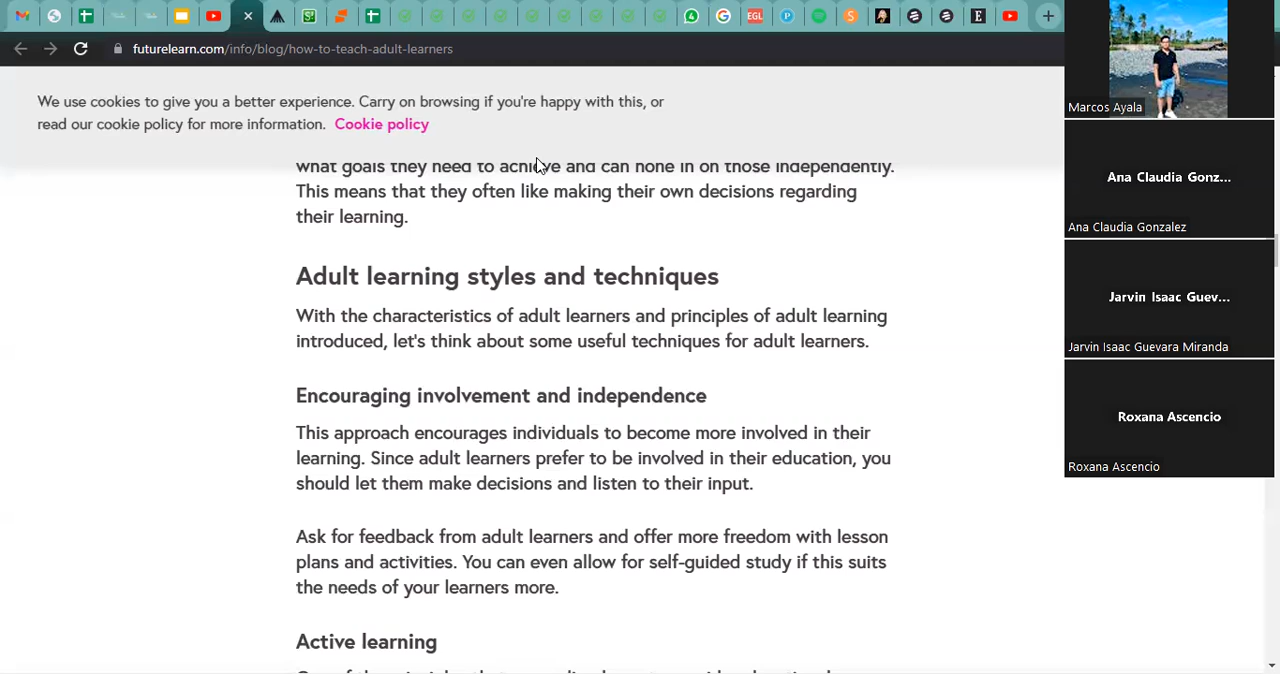 futurelearn.com/info/blog/how-to-teach-adult-learners
We use cookies to give you a better experience. Carry on browsing if you're happy with this, or
read our cookie policy for more information. Cookie policy
what goals they need to achieve and can hone in on those independently.
This means that they often like making their own decisions regarding
their learning.
Adult learning styles and techniques
With the characteristics of adult learners and principles of adult learning
introduced, let's think about some useful techniques for adult learners.
Encouraging involvement and independence
This approach encourages individuals to become more involved in their
learning. Since adult learners prefer to be involved in their education, you
should let them make decisions and listen to their input.
Ask for feedback from adult learners and offer more freedom with lesson
plans and activities. You can even allow for self-guided study if this suits
the needs of your learners more.
Active learning
Marcos Ayala
Ana Claudia Gonz...
Ana Claudia Gonzalez
Jarvin Isaac Guev...
Jarvin Isaac Guevara Miranda
Roxana Ascencio
Roxana Ascencio